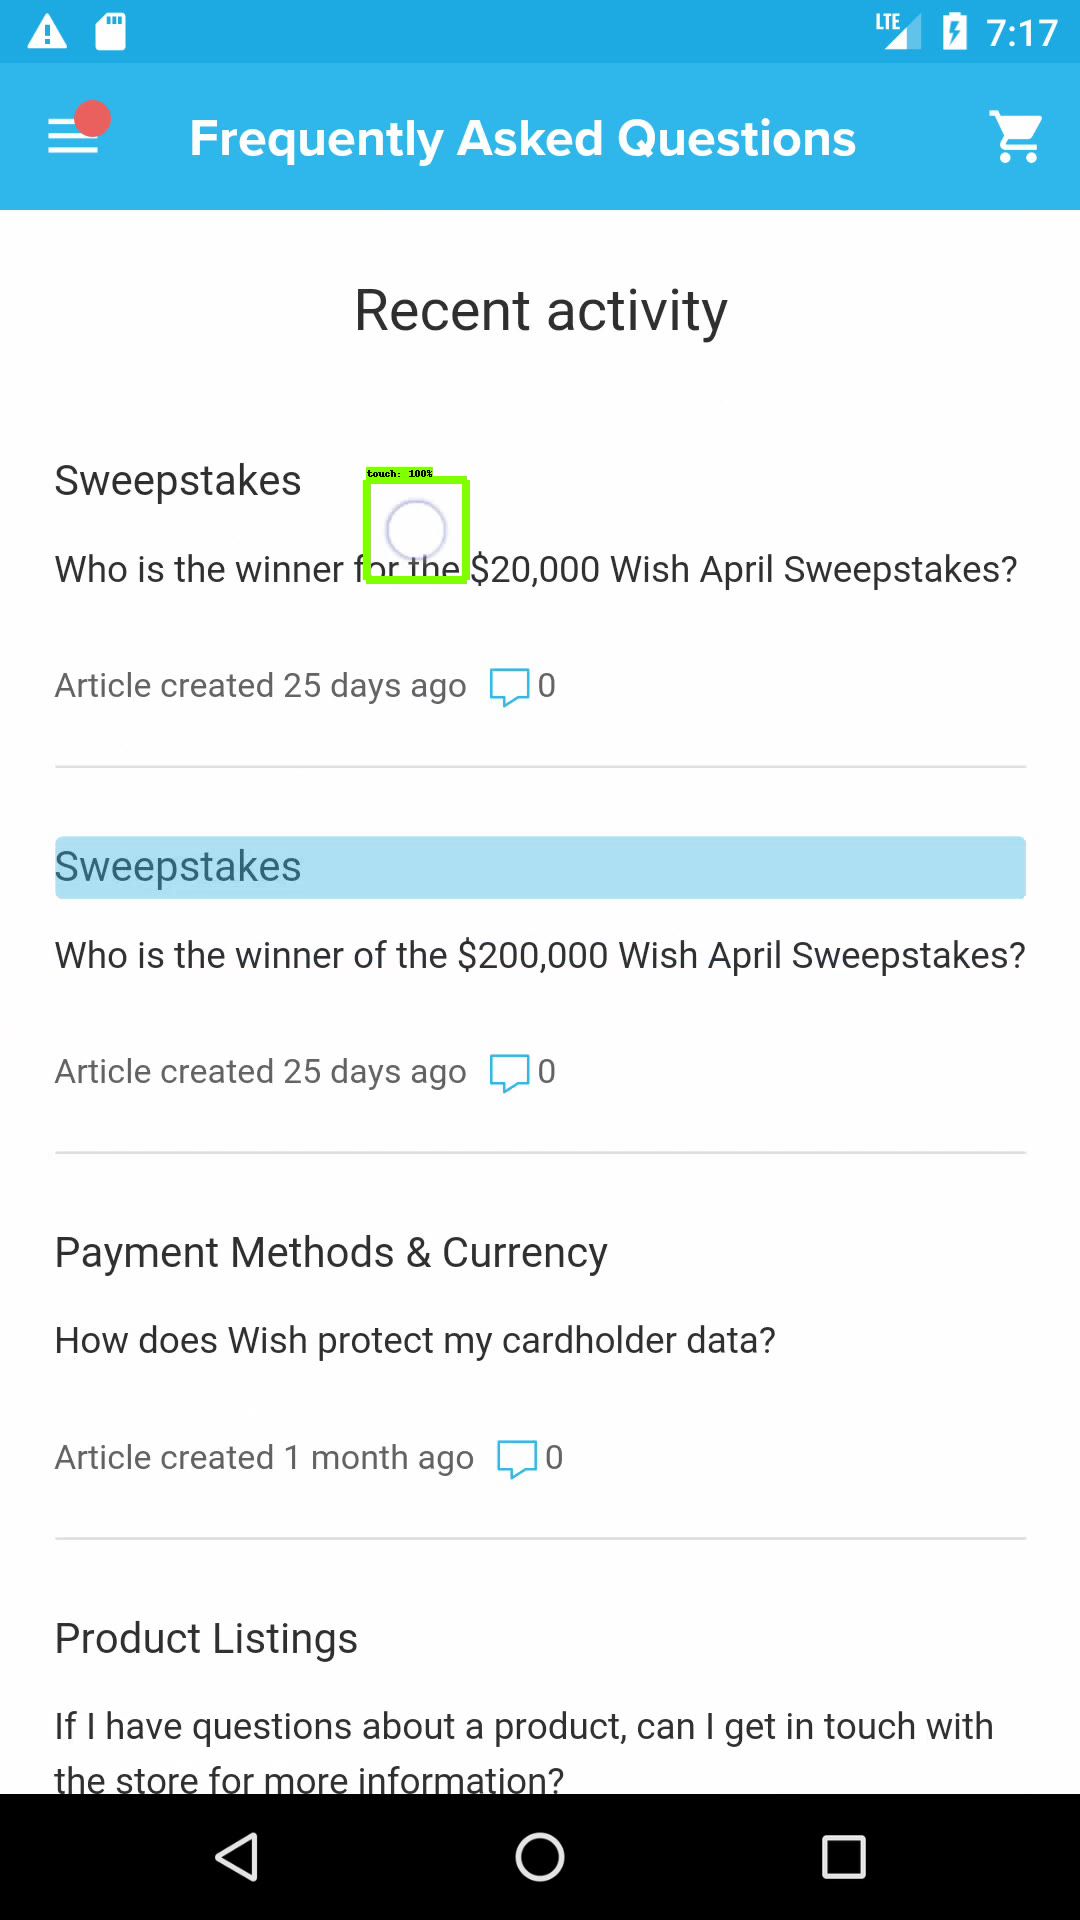 LTE 7:17
Frequently Asked Questions
Recent activity
Sweepstakes
touch: 100%
Who is the winner for the $20,000 Wish April Sweepstakes?
Article created 25 days ago 0
Sweepstakes
Who is the winner of the $200,000 Wish April Sweepstakes?
Article created 25 days ago 0
Payment Methods & Currency
How does Wish protect my cardholder data?
Article created 1 month ago 0
Product Listings
If I have questions about a product, can I get in touch with
the store for more information?